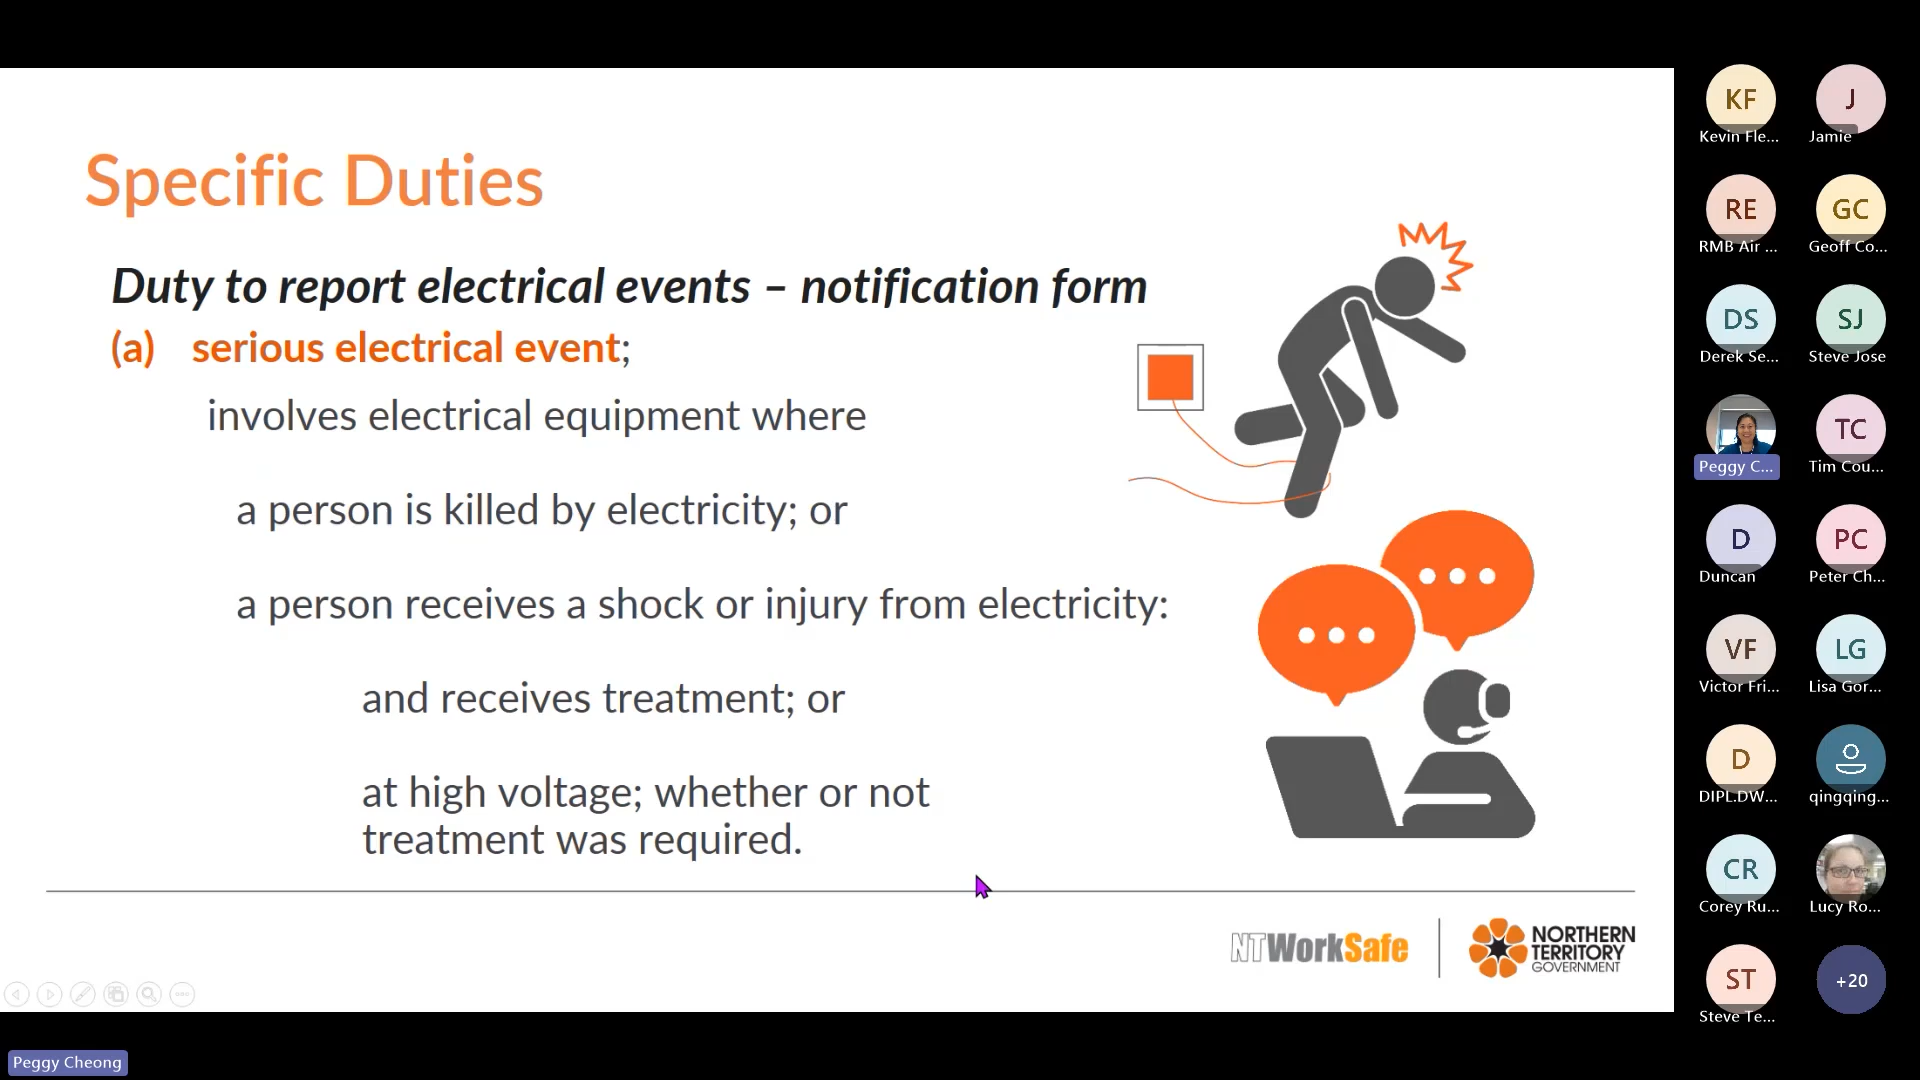 Specific Duties
Duty to report electrical events – notification form
(a) serious electrical event;
involves electrical equipment where
a person is killed by electricity; or
a person receives a shock or injury from electricity:
and receives treatment; or
at high voltage; whether or not
treatment was required.
NTWorkSafe
NORTHERN
TERRITORY
GOVERNMENT
KF
Kevin Fle...
J
Jamie
RE
RMB Air ...
GC
Geoff Co...
DS
Derek Se...
SJ
Steve Jose
Peggy C...
TC
Tim Cou...
D
Duncan
PC
Peter Ch...
VF
Victor Fri...
LG
Lisa Gor...
D
DIPL.DW...
qingqing...
CR
Corey Ru...
Lucy Ro...
ST
Steve Te...
+20
Peggy Cheong